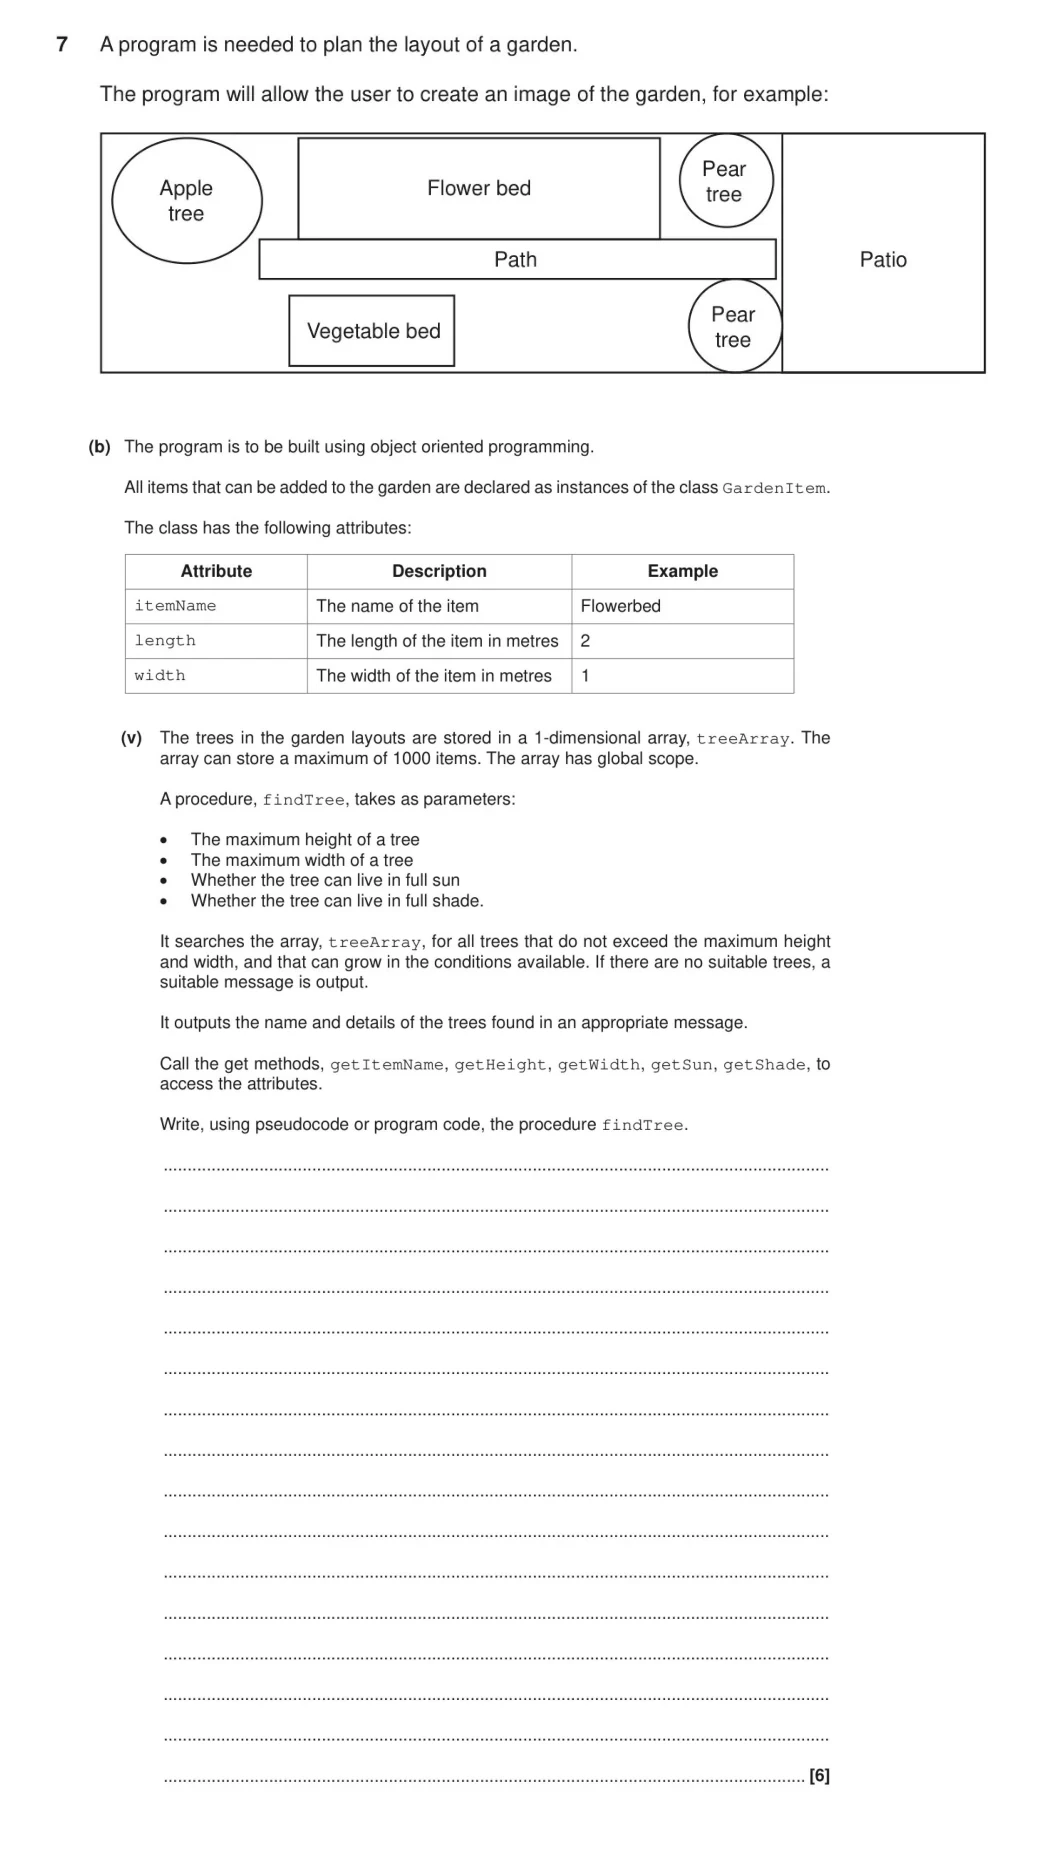 7 A program is needed to plan the layout of a garden.
The program will allow the user to create an image of the garden, for example:
Apple
tree
Flower bed
Pear
tree
Path
Patio
Vegetable bed
Pear
tree
(b) The program is to be built using object oriented programming.
All items that can be added to the garden are declared as instances of the class GardenItem.
The class has the following attributes:
Attribute Description Example
itemName The name of the item Flowerbed
length The length of the item in metres 2
width The width of the item in metres 1
(v) The trees in the garden layouts are stored in a 1-dimensional array, treeArray. The
array can store a maximum of 1000 items. The array has global scope.
A procedure, findTree, takes as parameters:
• The maximum height of a tree
• The maximum width of a tree
• Whether the tree can live in full sun
• Whether the tree can live in full shade.
It searches the array, treeArray, for all trees that do not exceed the maximum height
and width, and that can grow in the conditions available. If there are no suitable trees, a
suitable message is output.
It outputs the name and details of the trees found in an appropriate message.
Call the get methods, getItemName, getHeight, getWidth, getSun, getShade, to
access the attributes.
Write, using pseudocode or program code, the procedure findTree.
[6]